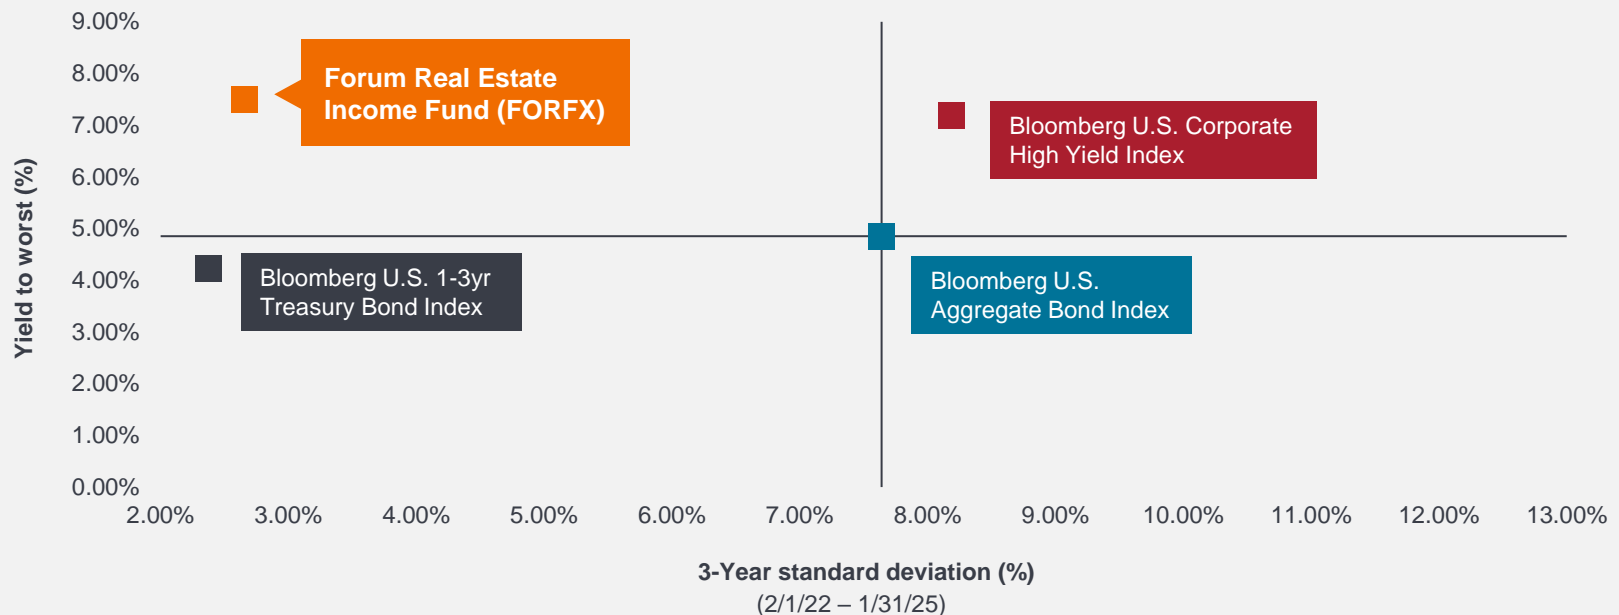 9.00%
8.00%
7.00%
6.00%
5.00%
4.00%
3.00%
2.00%
1.00%
0.00%
Yield to worst (%)
Forum Real Estate
Income Fund (FORFX)
Bloomberg U.S. Corporate
High Yield Index
Bloomberg U.S. 1-3yr
Treasury Bond Index
Bloomberg U.S.
Aggregate Bond Index
2.00% 3.00% 4.00% 5.00% 6.00% 7.00% 8.00% 9.00% 10.00% 11.00% 12.00% 13.00%
3-Year standard deviation (%)
(2/1/22 – 1/31/25)